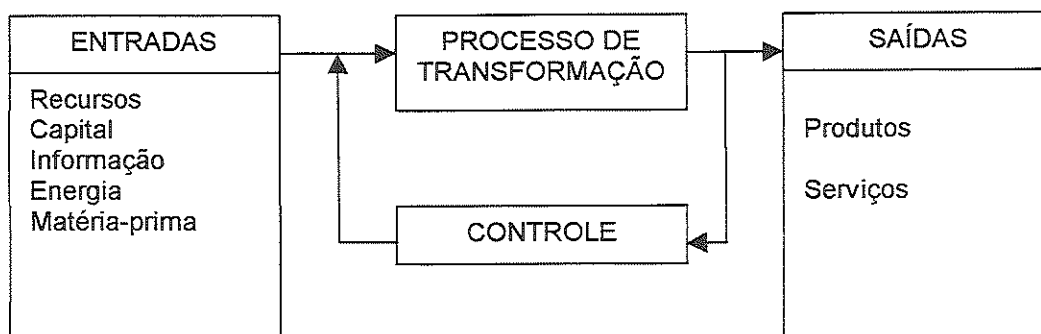 ENTRADAS
Recursos
Capital
Informação
Energia
Matéria-prima
PROCESSO DE
TRANSFORMAÇÃO
CONTROLE
SAÍDAS
Produtos
Serviços